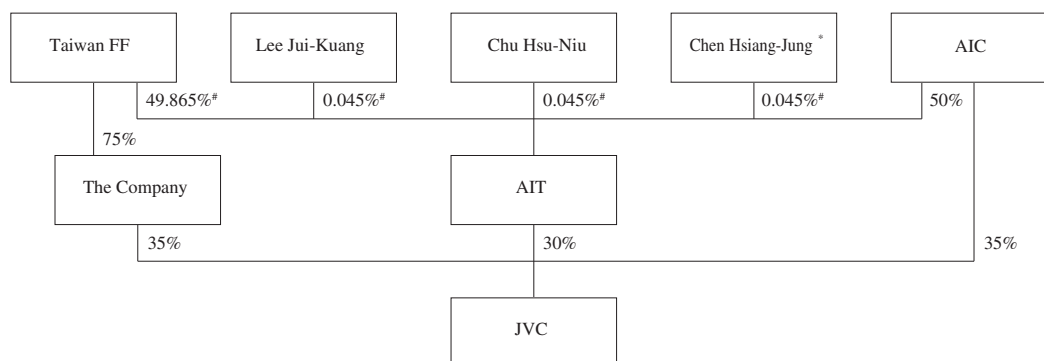 Taiwan FF
Lee Jui-Kuang
Chu Hsu-Niu
Chen Hsiang-Jung *
AIC
49.865%#
0.045%#
0.045%#
0.045%#
50%
75%
The Company
AIT
35%
30%
35%
JVC